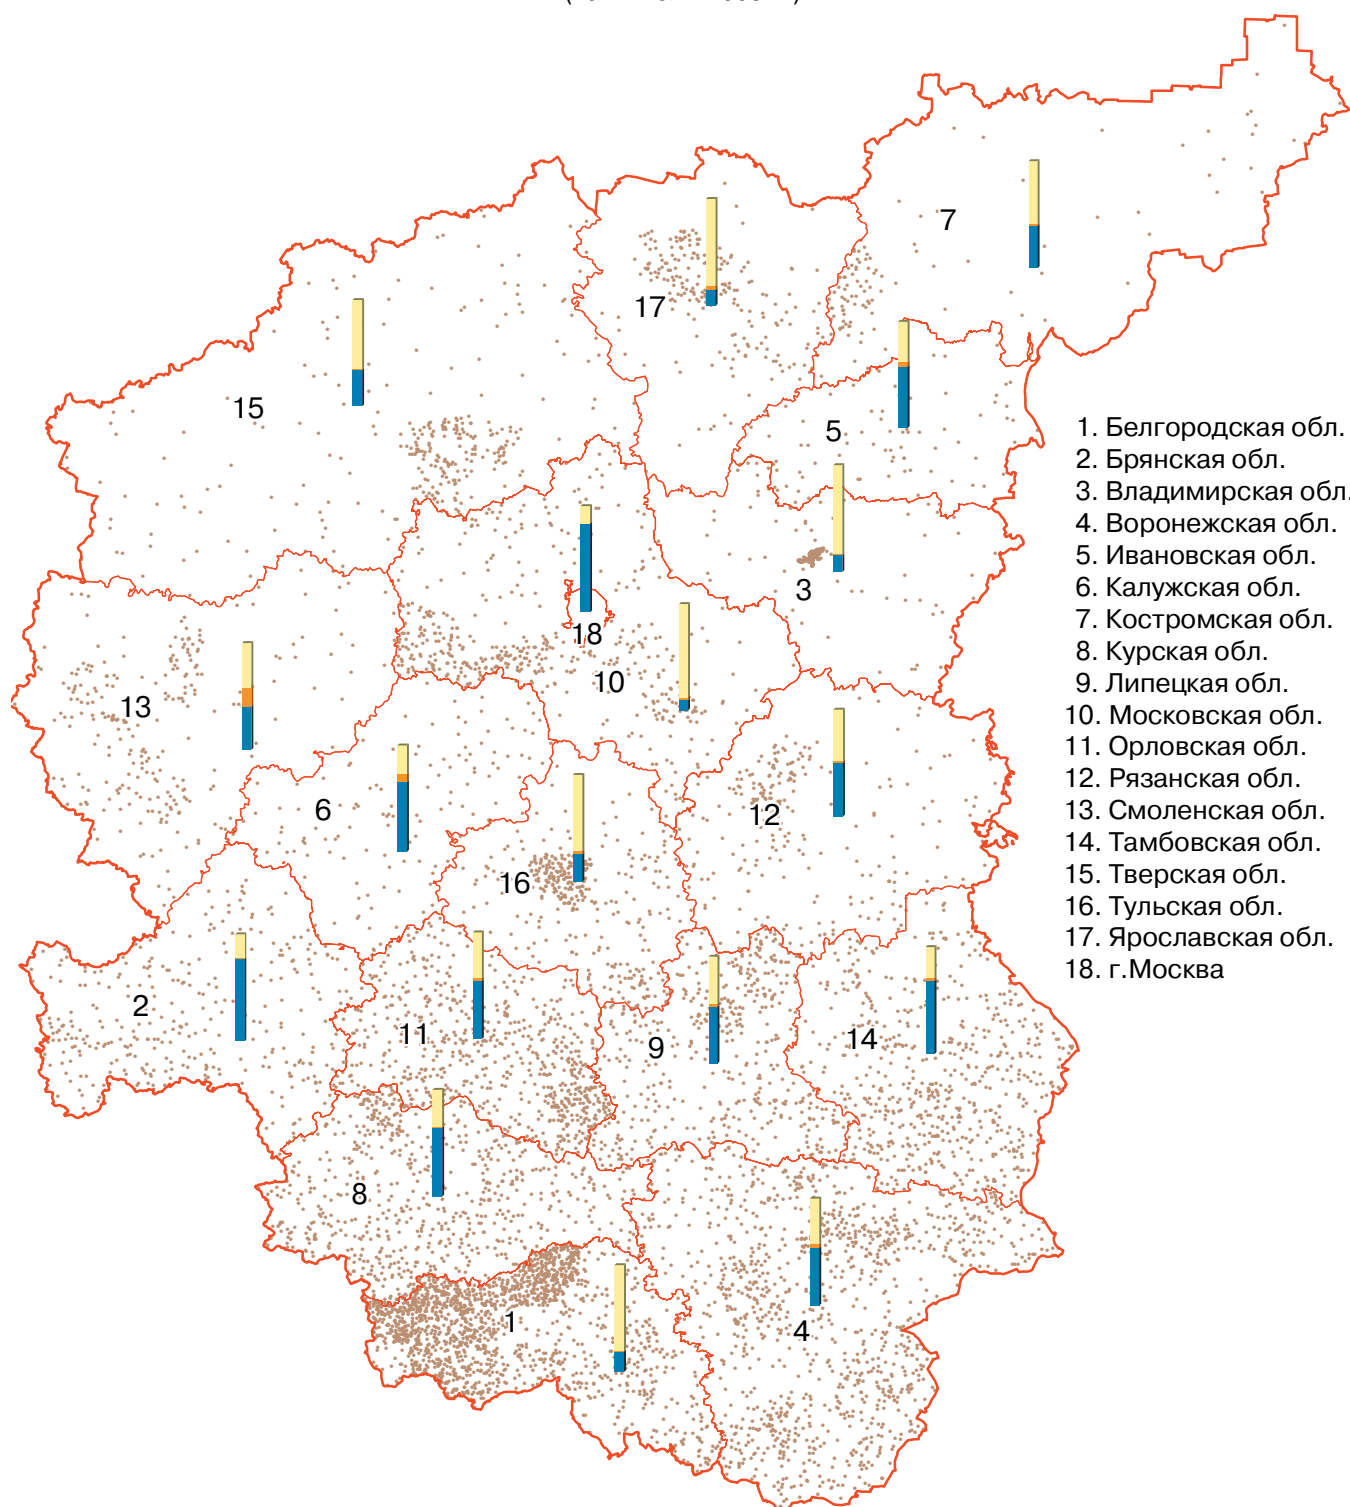 7
17
15
5
3
18
10
13
6
12
16
2
11
9
14
8
1
4
1. Белгородская обл.
2. Брянская обл.
3. Владимирская обл.
4. Воронежская обл.
5. Ивановская обл.
6. Калужская обл.
7. Костромская обл.
8. Курская обл.
9. Липецкая обл.
10. Московская обл.
11. Орловская обл.
12. Рязанская обл.
13. Смоленская обл.
14. Тамбовская обл.
15. Тверская обл.
16. Тульская обл.
17. Ярославская обл.
18. г.Москва